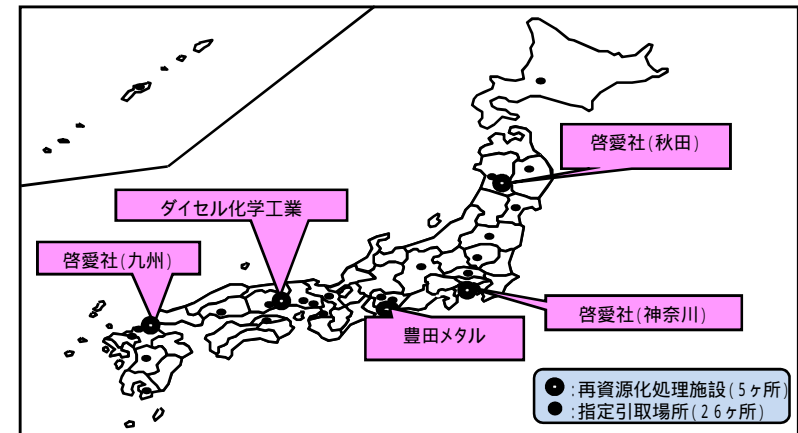 啓愛社(秋田)
ダイセル化学工業
啓愛社(九州)
啓愛社(神奈川)
豊田メタル
:再資源化処理施設(5ヶ所)
:指定引取場所(26ヶ所)